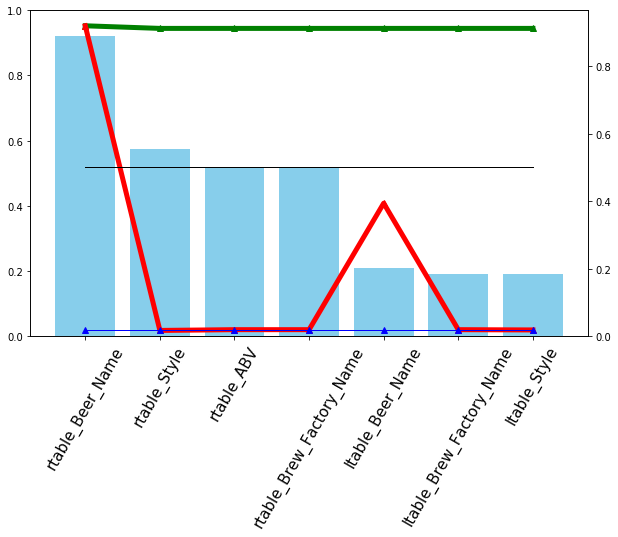 1.0
0.8
0.6
0.4
0.2
0.0
0.8
0.6
0.4
0.2
0.0
rtable_Beer_Name
rtable_Style
rtable_ABV
rtable_Brew_Factory_Name
ltable_Beer_Name
ltable_Brew_Factory_Name
ltable_Style